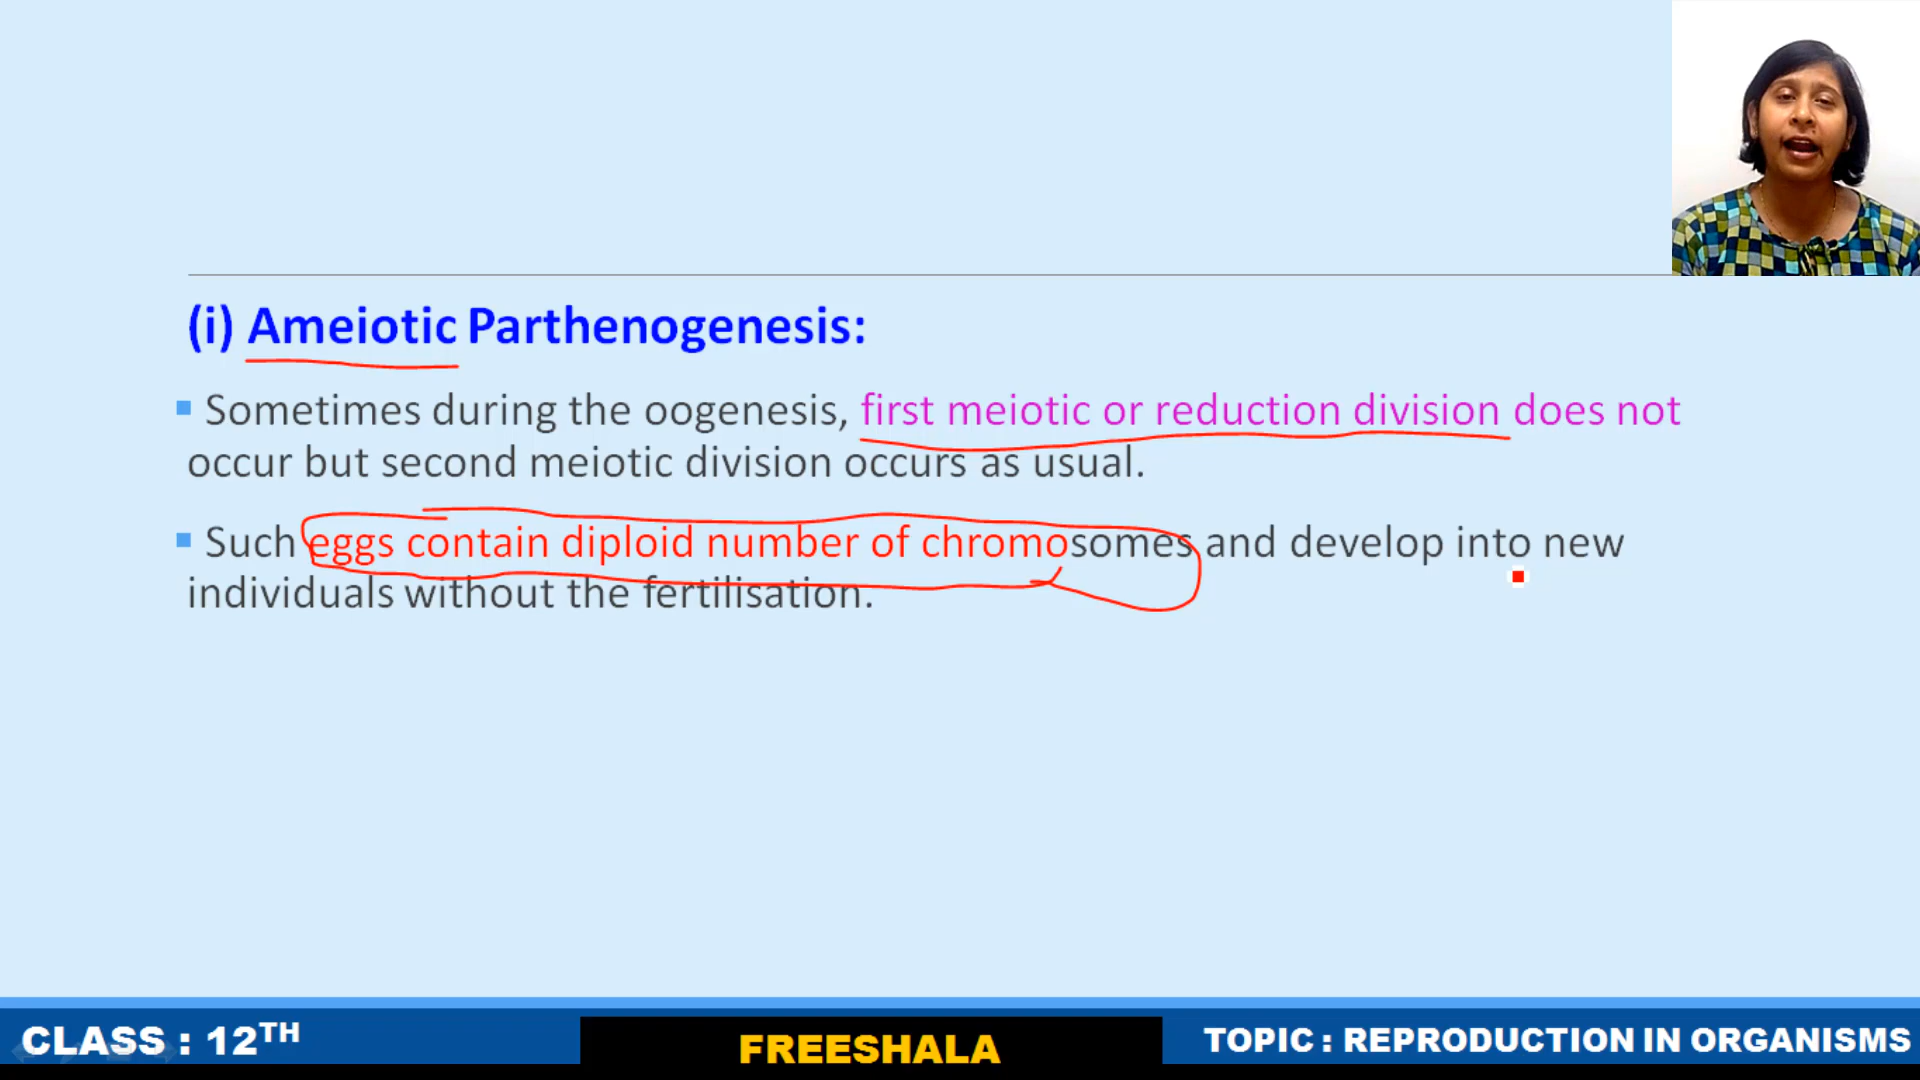 (i) Ameiotic Parthenogenesis:
Sometimes during the oogenesis, first meiotic or reduction division does not
occur but second meiotic division occurs as usual.
Such eggs contain diploid number of chromosomes and develop into new
individuals without the fertilisation.
CLASS : 12TH
FREESHALA
TOPIC : REPRODUCTION IN ORGANISMS